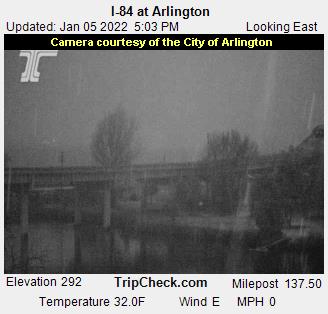 I-84 at Arlington
Updated: Jan 05 2022 5:03 PM Looking East
Camera courtesy of the City of Arlington
Elevation 292 TripCheck.com Milepost 137.50
Temperature 32.0F Wind E MPH 0